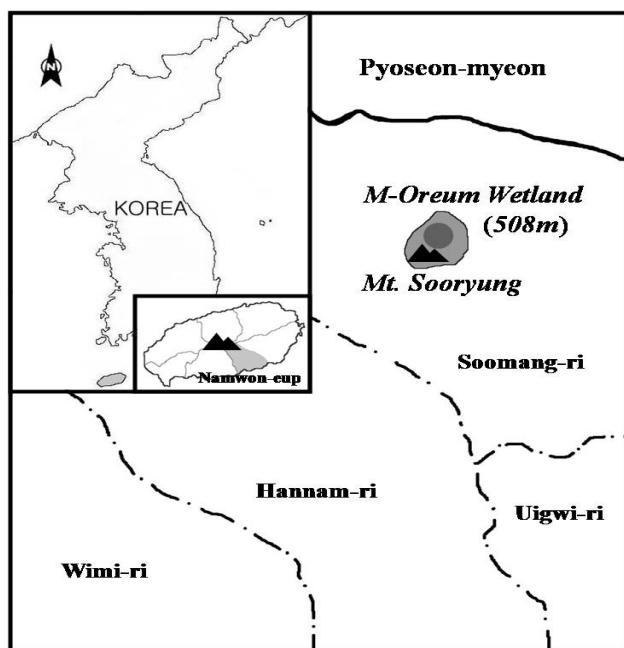 N
Pyoseon-myeon
KOREA
M-Oreum Wetland
(508m)
Mt. Sooryung
Namwon-eup
Soomang-ri
Hannam-ri
Uigwi-ri
Wimi-ri